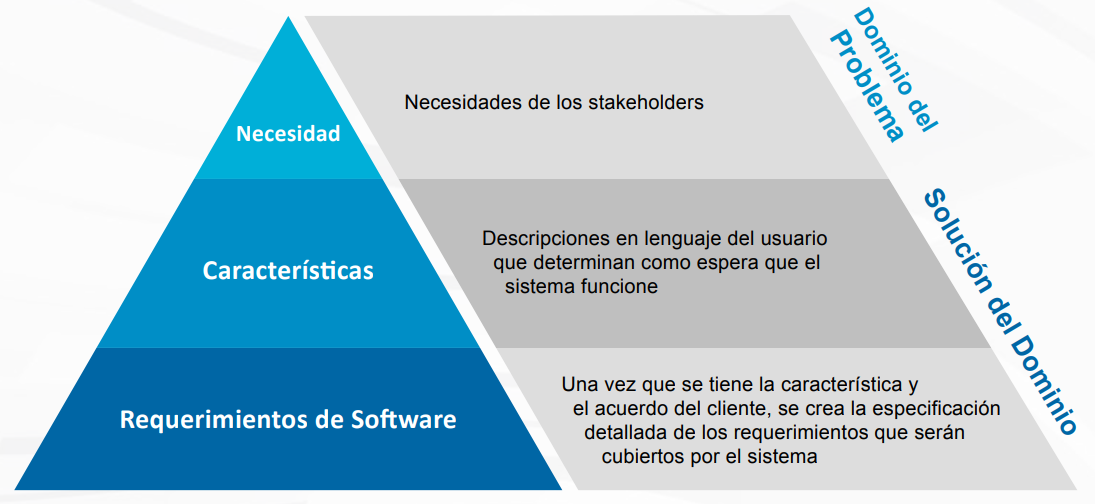 Necesidad
Necesidades de los stakeholders
Dominio del
Problema
Características
Descripciones en lenguaje del usuario
que determinan como espera que el
sistema funcione
Solución del Dominio
Requerimientos de Software
Una vez que se tiene la característica y
el acuerdo del cliente, se crea la especificación
detallada de los requerimientos que serán
cubiertos por el sistema